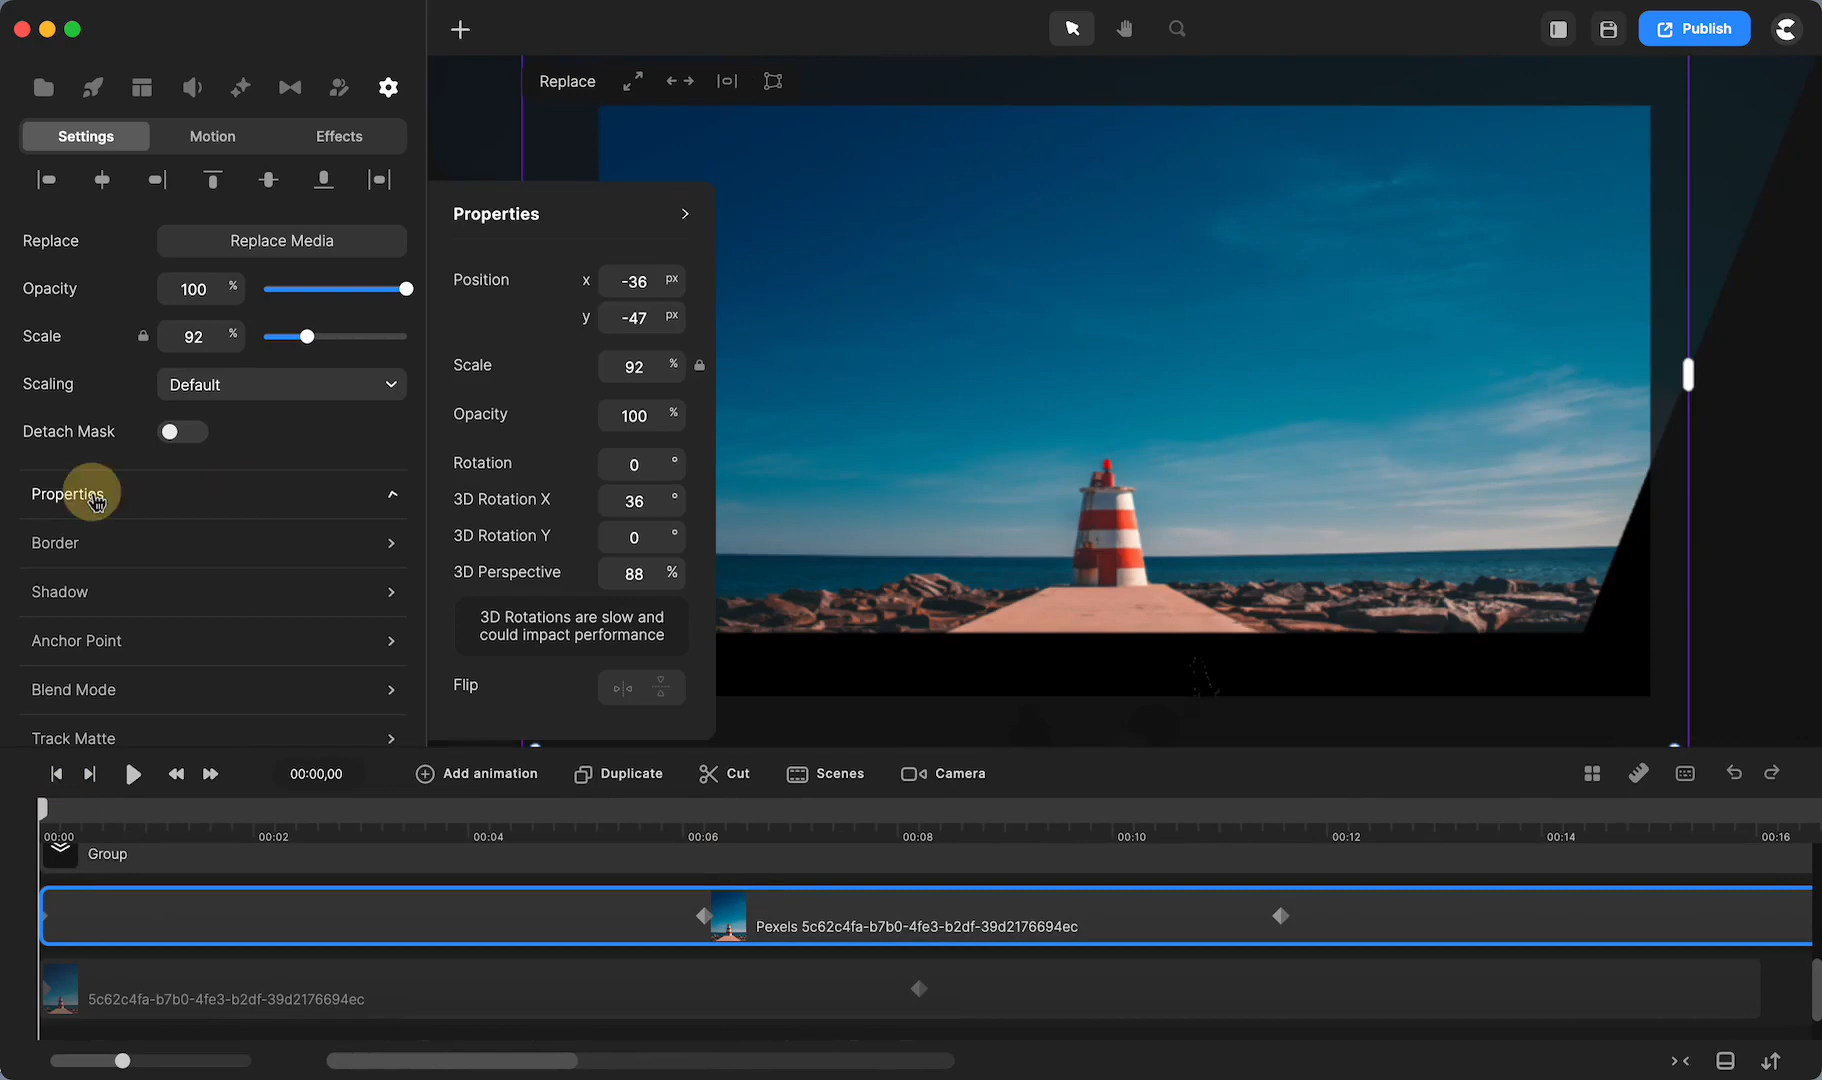 Publish
Replace
Settings
Motion
Effects
Replace
Replace Media
Opacity
100 %
Scale
92 %
Scaling
Default
Detach Mask
Properties
Border
Shadow
Anchor Point
Blend Mode
Track Matte
Properties
Position
x
-36 px
y
-47 px
Scale
92 %
Opacity
100 %
Rotation
0 °
3D Rotation X
36 °
3D Rotation Y
0 °
3D Perspective
88 %
3D Rotations are slow and
could impact performance
Flip
00:00,00
Add animation
Duplicate
Cut
Scenes
Camera
00:00
00:02
00:04
00:06
00:08
00:10
00:12
00:14
00:16
Group
Pexels 5c62c4fa-b7b0-4fe3-b2df-39d2176694ec
5c62c4fa-b7b0-4fe3-b2df-39d2176694ec